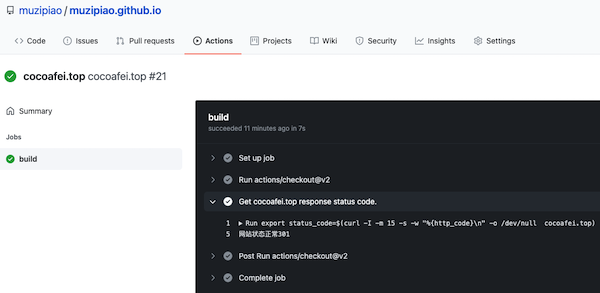 muzipiao / muzipiao.github.io
Code Issues Pull requests Actions Projects Wiki Security Insights Settings
cocoafei.top cocoafei.top #21
Summary
Jobs
build
build
succeeded 11 minutes ago in 7s
Set up job
Run actions/checkout@v2
Get cocoafei.top response status code.
1 ▶ Run export status_code=$(curl -I -m 15 -s -w "%{http_code}\n" -o /dev/null cocoafei.top)
5 网站状态正常301
Post Run actions/checkout@v2
Complete job